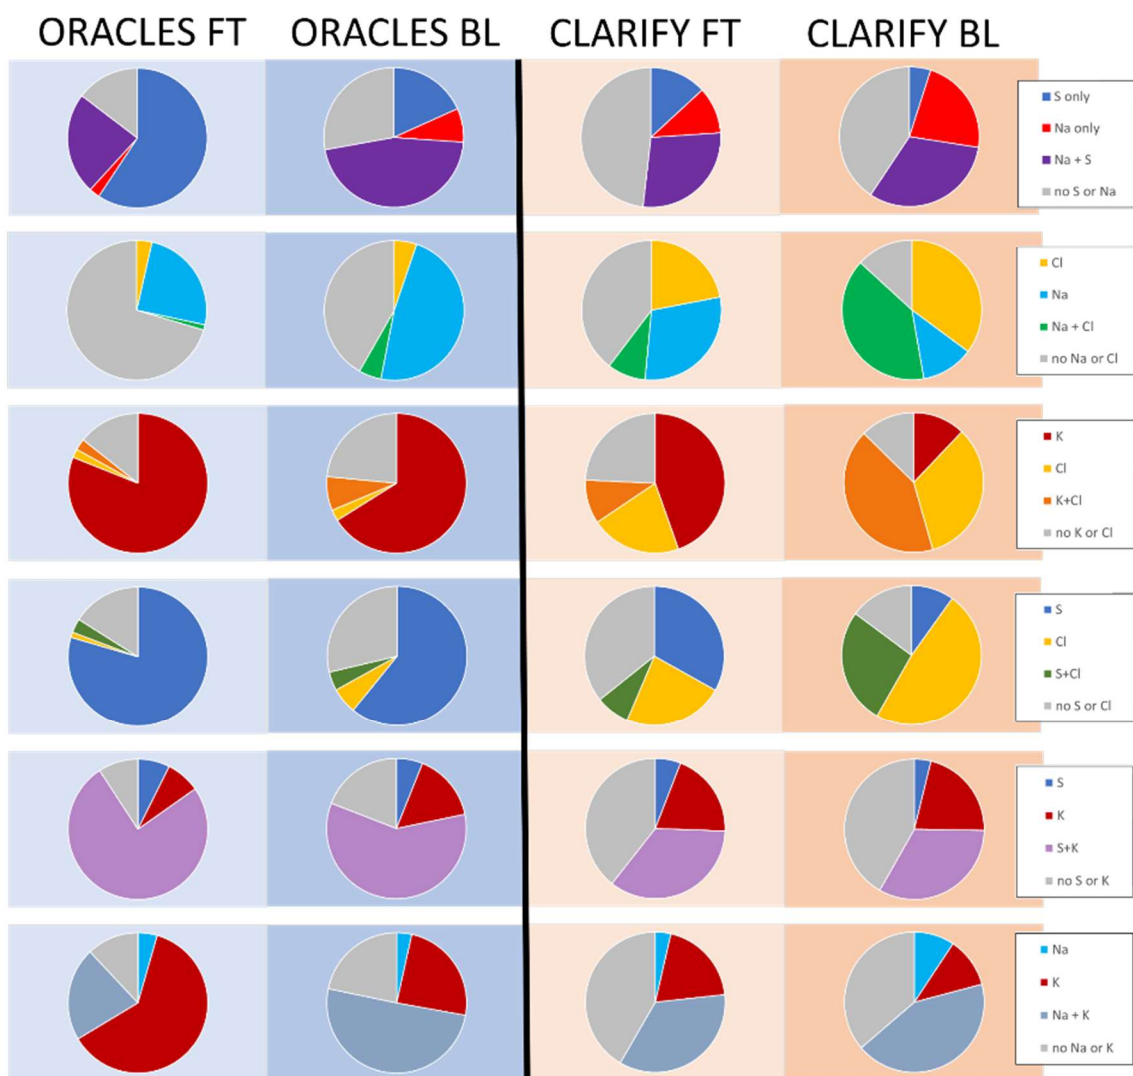 ORACLES FT ORACLES BL CLARIFY FT CLARIFY BL
S only
Na only
Na + S
no S or Na
Cl
Na
Na + Cl
no Na or Cl
K
Cl
K+Cl
no K or Cl
S
Cl
S+Cl
no S or Cl
S
K
S+K
no S or K
Na
K
Na + K
no Na or K